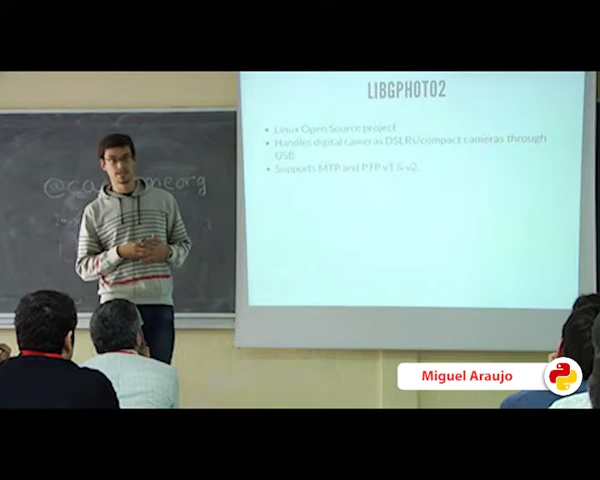 LIBGPHOTO2
Linux Open Source project
Handles digital cameras DSLRs/compact cameras through
USB
Supports MTP and PTP v1 & v2
Miguel Araujo